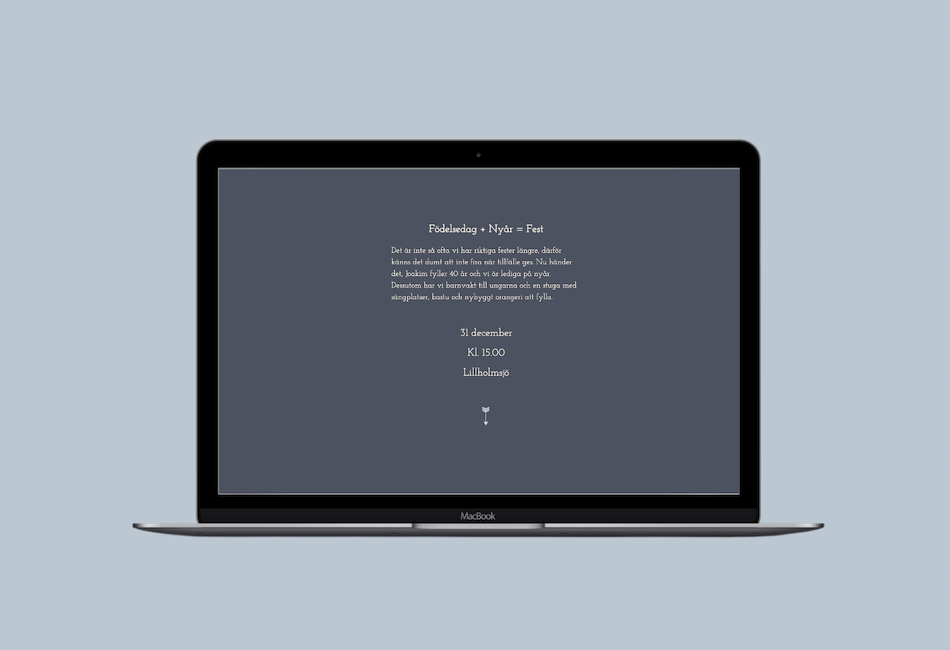 Födelsedag + Nyår = Fest
Det är inte så ofta vi har riktiga fester längre, därför
känns det dumt att inte fira när tillfälle ges. Nu händer
det, Joakim fyller 40 år och vi är lediga på nyår.
Dessutom har vi barnvakt till ungarna och en stuga med
sängplatser, bastu och nybyggt orangeri att fylla.
31 december
Kl. 15.00
Lillholmsjö
MacBook